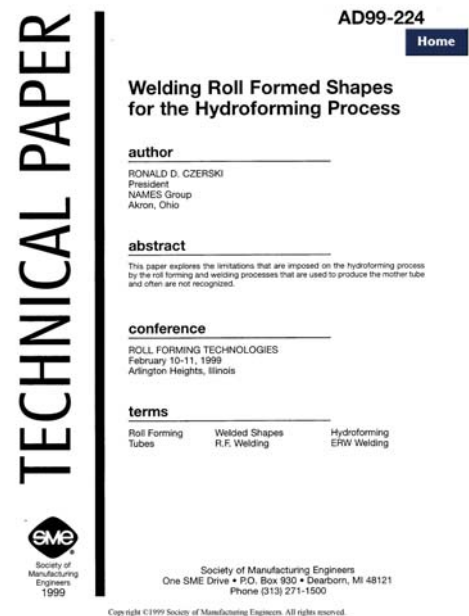 AD99-224
Home
TECHNICAL PAPER
Welding Roll Formed Shapes
for the Hydroforming Process
author
RONALD D. CZERSKI
President
NAMES Group
Akron, Ohio
abstract
This paper explores the limitations that are imposed on the hydroforming process
by the roll forming and welding processes that are used to produce the mother tube
and often are not recognized.
conference
ROLL FORMING TECHNOLOGIES
February 10-11, 1999
Arlington Heights, Illinois
terms
Roll Forming Welded Shapes Hydroforming
Tubes R.F. Welding ERW Welding
SME
®
Society of
Manufacturing
Engineers
1999
Society of Manufacturing Engineers
One SME Drive • P.O. Box 930 • Dearborn, MI 48121
Phone (313) 271-1500
Copyright ©1999 Society of Manufacturing Engineers. All rights reserved.